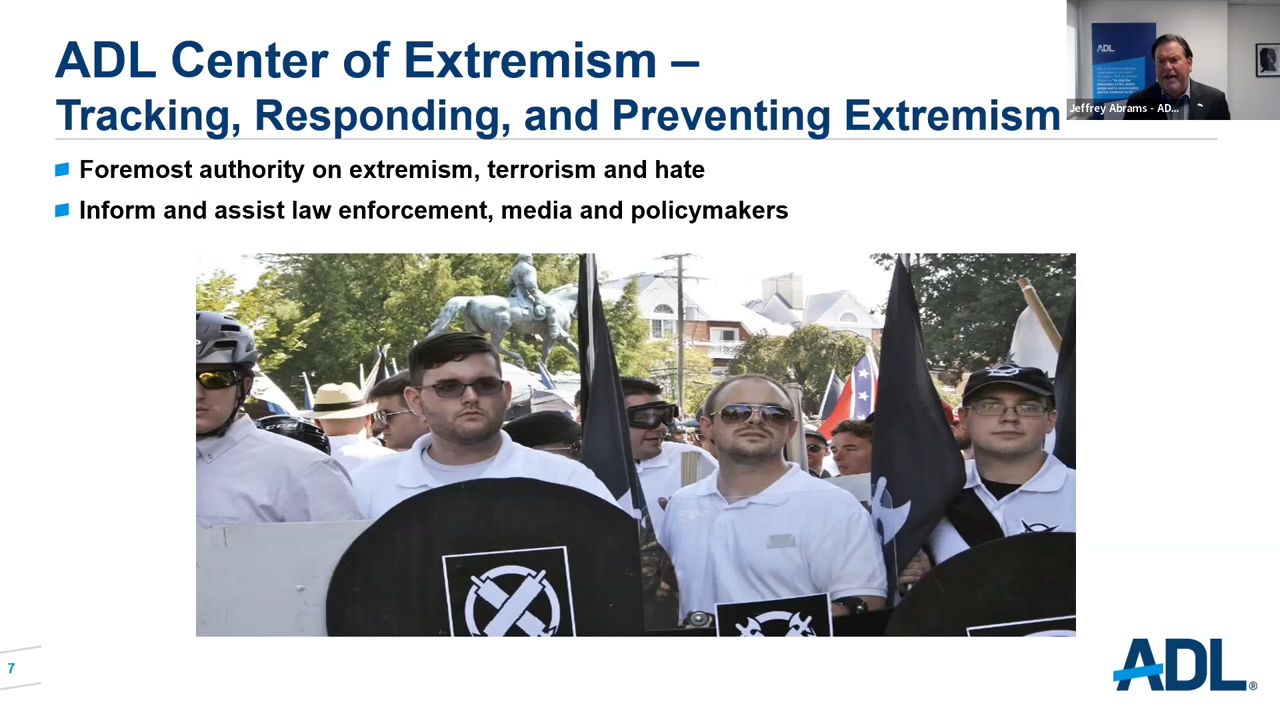 ADL Center of Extremism –
Tracking, Responding, and Preventing Extremism
Jeffrey Abrams - AD...
ADL
Foremost authority on extremism, terrorism and hate
Inform and assist law enforcement, media and policymakers
CCM
7
ADL®